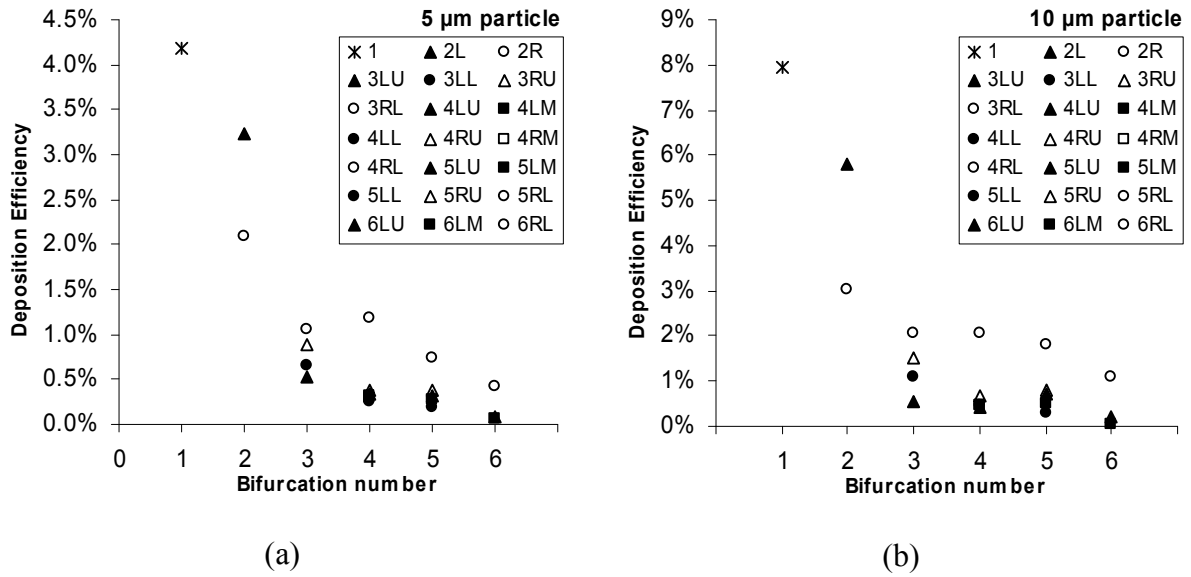 5 µm particle
4.5%
4.0%
3.5%
3.0%
2.5%
2.0%
1.5%
1.0%
0.5%
0.0%
Deposition Efficiency
1 2L 2R
3LU 3LL 3RU
3RL 4LU 4LM
4LL 4RU 4RM
4RL 5LU 5LM
5LL 5RU 5RL
6LU 6LM 6RL
0 1 2 3 4 5 6
Bifurcation number
(a)
10 µm particle
9%
8%
7%
6%
5%
4%
3%
2%
1%
0%
Deposition Efficiency
1 2L 2R
3LU 3LL 3RU
3RL 4LU 4LM
4LL 4RU 4RM
4RL 5LU 5LM
5LL 5RU 5RL
6LU 6LM 6RL
1 2 3 4 5 6
Bifurcation number
(b)